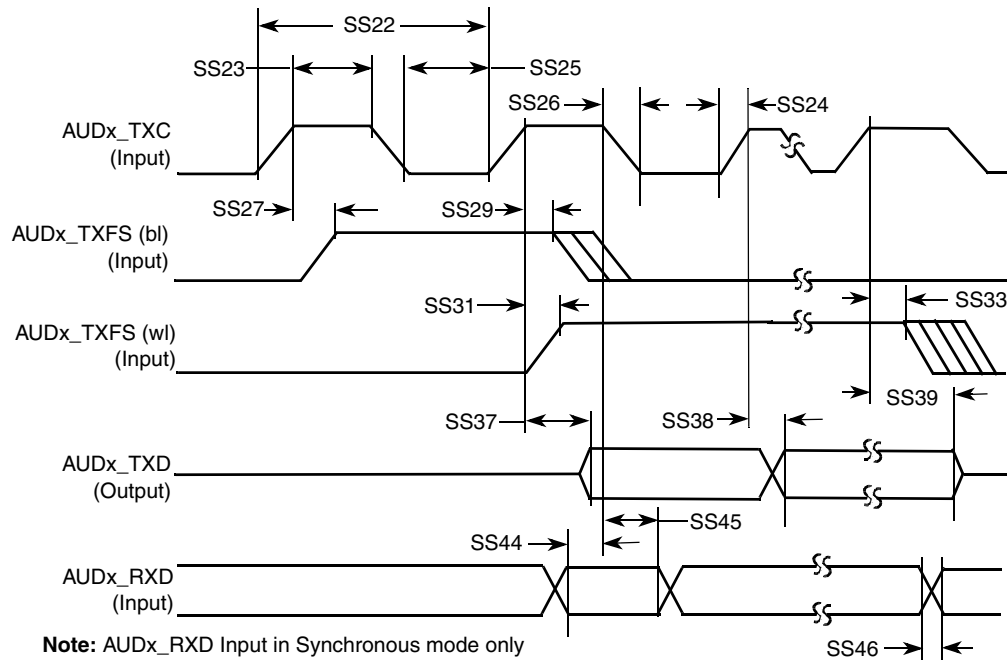 SS22
SS23
SS25
SS26
SS24
AUDx_TXC
(Input)
SS27
SS29
AUDx_TXFS (bl)
(Input)
SS31
SS33
AUDx_TXFS (wl)
(Input)
SS39
SS37
SS38
AUDx_TXD
(Output)
SS45
SS44
AUDx_RXD
(Input)
Note: AUDx_RXD Input in Synchronous mode only
SS46